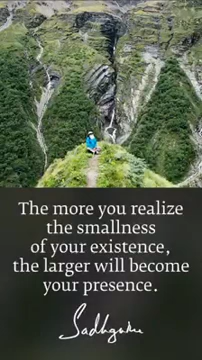 The more you realize
the smallness
of your existence,
the larger will become
your presence.
Sadhguru